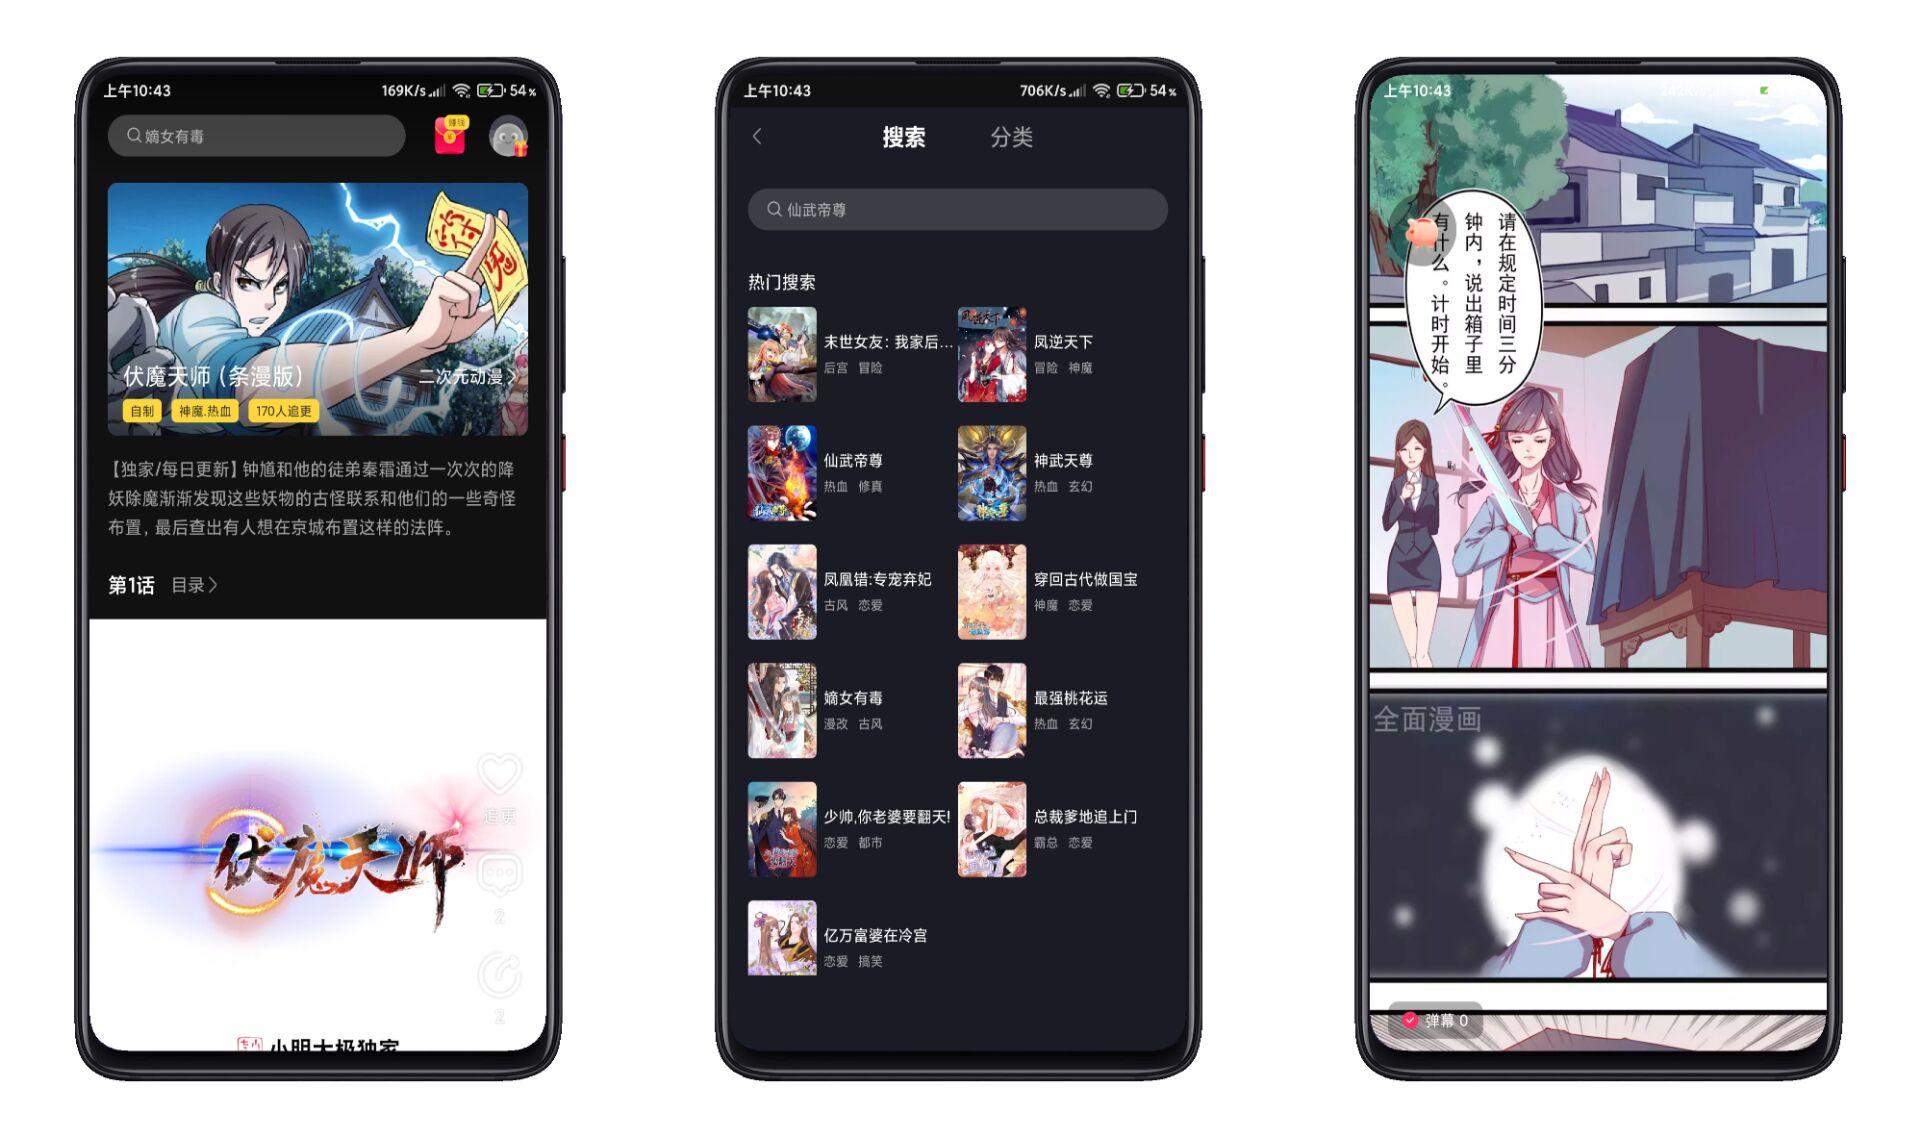 上午10:43
169K/s
54%
嫡女有毒
赚钱
符
鬼
伏魔天师（条漫版）
二次元动漫
自制
神魔.热血
170人追更
【独家/每日更新】钟馗和他的徒弟秦霜通过一次次的降
妖除魔渐渐发现这些妖物的古怪联系和他们的一些奇怪
布置，最后查出有人想在京城布置这样的法阵。
第1话 目录
伏魔天师
追更
2
2
小明太极独家
上午10:43
706K/s
54%
搜索 分类
仙武帝尊
热门搜索
末世女友：我家后...
后宫 冒险
凤逆天下
冒险 神魔
仙武帝尊
热血 修真
神武天尊
热血 玄幻
凤凰错:专宠弃妃
古风 恋爱
穿回古代做国宝
神魔 恋爱
嫡女有毒
漫改 古风
最强桃花运
热血 玄幻
少帅,你老婆要翻天!
恋爱 都市
总裁爹地追上门
霸总 恋爱
亿万富婆在冷宫
恋爱 搞笑
上午10:43
242K/s
请在规定时间三分
钟内，说出箱子里
有什么。计时开始。
全面漫画
弹幕 0